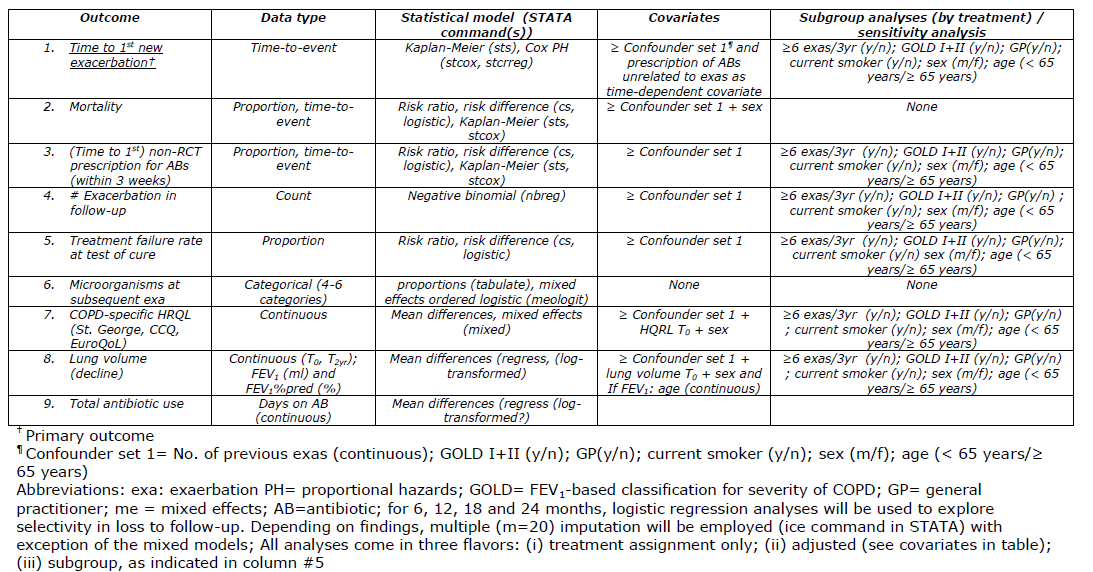 Outcome
Data type
Statistical model (STATA
command(s))
Covariates
Subgroup analyses (by treatment) /
sensitivity analysis
1. Time to 1st new
exacerbation†
Time-to-event
Kaplan-Meier (sts), Cox PH
(stcox, stcrreg)
≥ Confounder set 1¶ and
prescription of ABs
unrelated to exas as
time-dependent covariate
≥6 exas/3yr (y/n); GOLD I+II (y/n); GP(y/n);
current smoker (y/n); sex (m/f); age (< 65
years/≥ 65 years)
2. Mortality
Proportion, time-to-
event
Risk ratio, risk difference (cs,
logistic), Kaplan-Meier (sts,
stcox)
≥ Confounder set 1 + sex
None
3. (Time to 1st) non-RCT
prescription for ABs
(within 3 weeks)
Proportion, time-to-
event
Risk ratio, risk difference (cs,
logistic), Kaplan-Meier (sts,
stcox)
≥ Confounder set 1
≥6 exas/3yr (y/n); GOLD I+II (y/n); GP(y/n);
current smoker (y/n); sex (m/f); age (< 65
years/≥ 65 years)
4. # Exacerbation in
follow-up
Count
Negative binomial (nbreg)
≥ Confounder set 1
≥6 exas/3yr (y/n); GOLD I+II (y/n); GP(y/n) ;
current smoker (y/n); sex (m/f); age (< 65
years/≥ 65 years)
5. Treatment failure rate
at test of cure
Proportion
Risk ratio, risk difference (cs,
logistic)
≥ Confounder set 1
≥6 exas/3yr (y/n); GOLD I+II (y/n); GP(y/n);
current smoker (y/n) sex (m/f); age (< 65
years/≥ 65 years)
6. Microorganisms at
subsequent exa
Categorical (4-6
categories)
proportions (tabulate), mixed
effects ordered logistic (meologit)
None
None
7. COPD-specific HRQL
(St. George, CCQ,
EuroQoL)
Continuous
Mean differences, mixed effects
(mixed)
≥ Confounder set 1 +
HQRL T0 + sex
≥6 exas/3yr (y/n); GOLD I+II (y/n); GP(y/n)
; current smoker (y/n); sex (m/f); age (< 65
8. Lung volume
(decline)
Continuous (T0, T2yr);
FEV1 (ml) and
FEV1%pred (%)
Mean differences (regress, (log-
transformed)
≥ Confounder set 1 +
lung volume T0 + sex and
If FEV1: age (continuous)
≥6 exas/3yr (y/n); GOLD I+II (y/n); GP(y/n)
; current smoker (y/n); sex (m/f); age (< 65
years/≥ 65 years)
9. Total antibiotic use
Days on AB
(continuous)
Mean differences (regress (log-
transformed?)
† Primary outcome
¶ Confounder set 1= No. of previous exas (continuous); GOLD I+II (y/n); GP(y/n); current smoker (y/n); sex (m/f); age (< 65 years/≥
65 years)
Abbreviations: exa: exaerbation PH= proportional hazards; GOLD= FEV1-based classification for severity of COPD; GP= general
practitioner; me = mixed effects; AB=antibiotic; for 6, 12, 18 and 24 months, logistic regression analyses will be used to explore
selectivity in loss to follow-up. Depending on findings, multiple (m=20) imputation will be employed (ice command in STATA) with
exception of the mixed models; All analyses come in three flavors: (i) treatment assignment only; (ii) adjusted (see covariates in table);
(iii) subgroup, as indicated in column #5